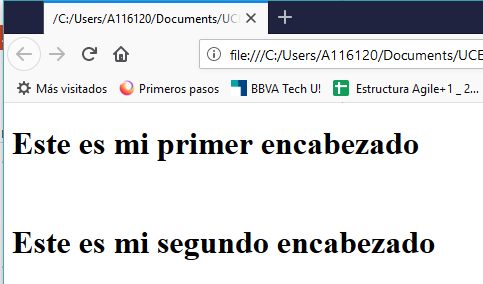 /C:/Users/A116120/Documents/UC
file:///C:/Users/A116120/Documents/UCE
Más visitados Primeros pasos BBVA Tech U! Estructura Agile+1 _ 2...
Este es mi primer encabezado
Este es mi segundo encabezado